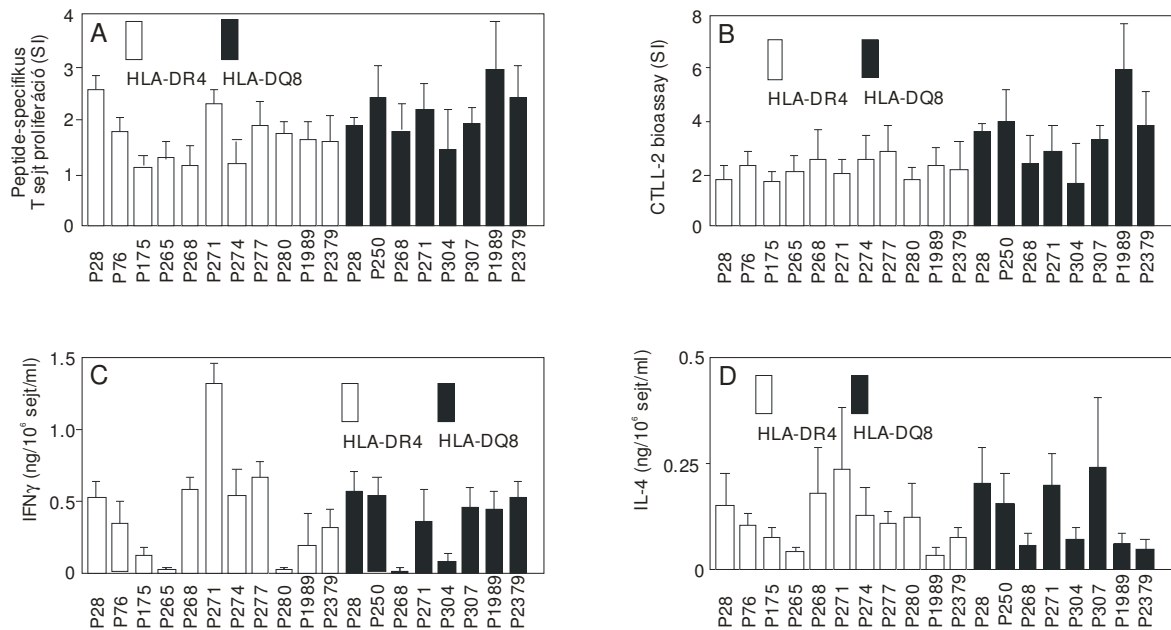 A
HLA-DR4 HLA-DQ8
Peptide-specifikus
T sejt proliferáció (SI)
4
3
2
1
0
P28 P76 P175 P265 P268 P271 P274 P277 P280 P1989 P2379 P28 P250 P268 P271 P304 P307 P1989 P2379
B
HLA-DR4 HLA-DQ8
CTLL-2 bioassay (SI)
8
6
4
2
0
P28 P76 P175 P265 P268 P271 P274 P277 P280 P1989 P2379 P28 P250 P268 P271 P304 P307 P1989 P2379
C
HLA-DR4 HLA-DQ8
IFNγ (ng/10⁶ sejt/ml)
1.5
1.0
0.5
0
P28 P76 P175 P265 P268 P271 P274 P277 P280 P1989 P2379 P28 P250 P268 P271 P304 P307 P1989 P2379
D
HLA-DR4 HLA-DQ8
IL-4 (ng/10⁶ sejt/ml)
0.5
0.25
0
P28 P76 P175 P265 P268 P271 P274 P277 P280 P1989 P2379 P28 P250 P268 P271 P304 P307 P1989 P2379